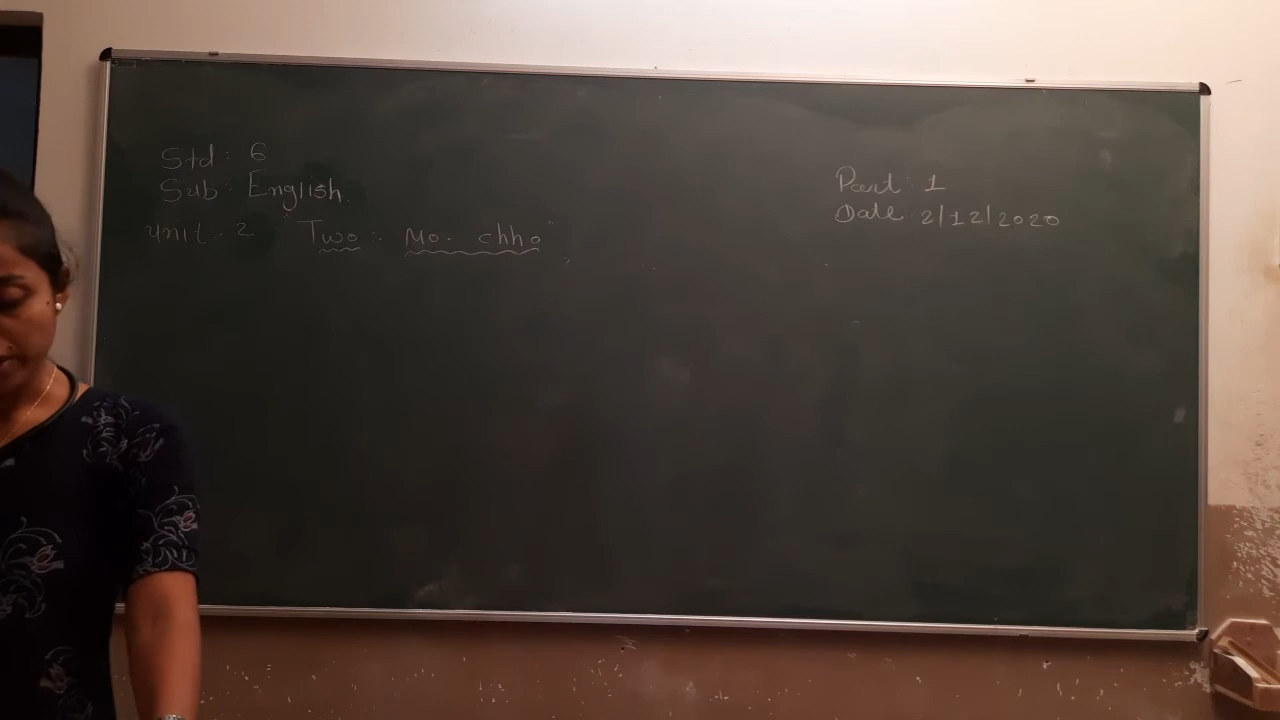 Std : 6
Sub : English.
Unit : 2 "Two : Mo. chho"
Part : 1
Date : 2/12/2020